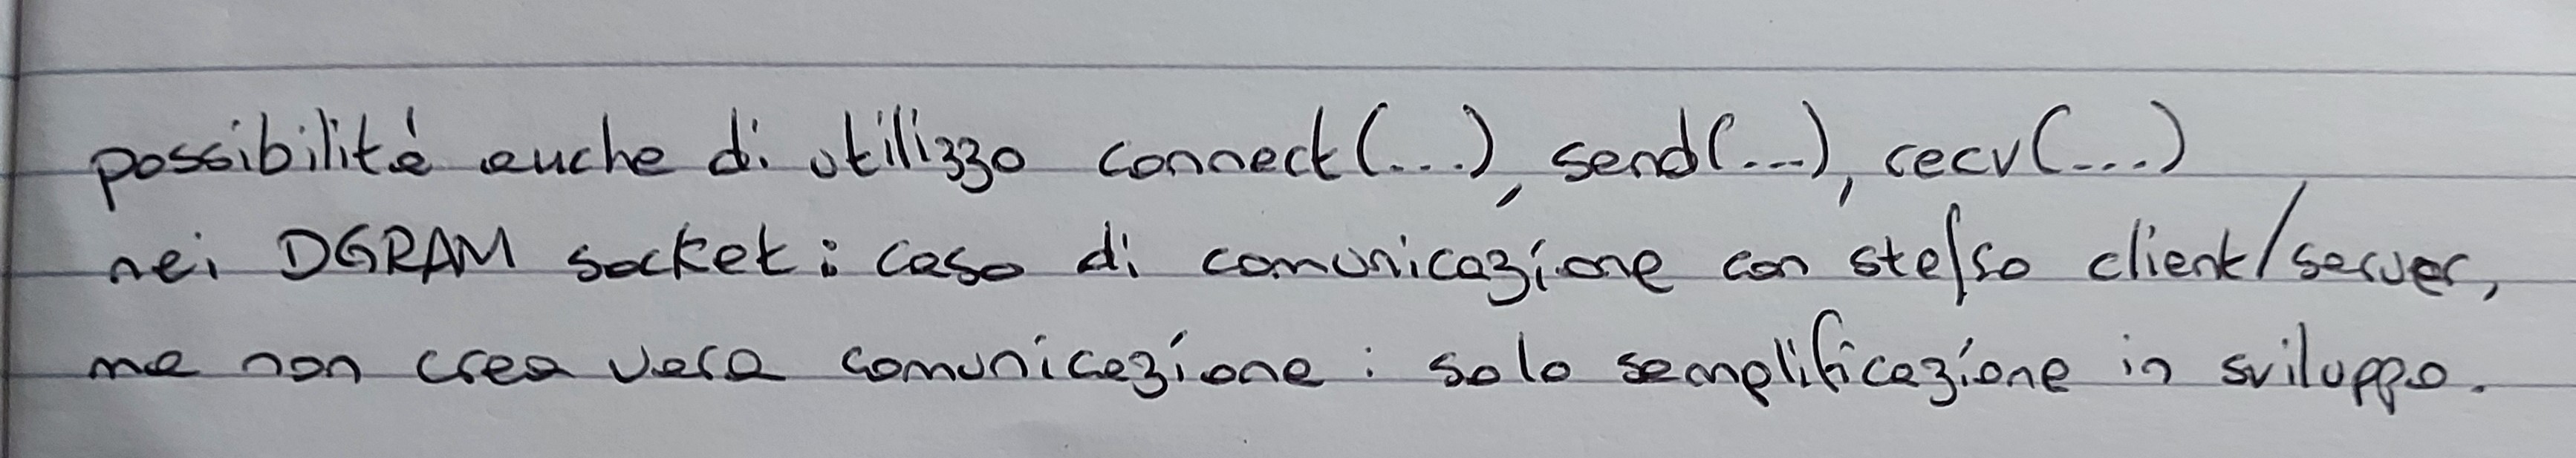 possibilità anche di utilizzo connect(...), send(...), recv(...)
nei DGRAM socket: caso di comunicazione con stesso client/server,
ma non crea vera comunicazione: solo semplificazione in sviluppo.